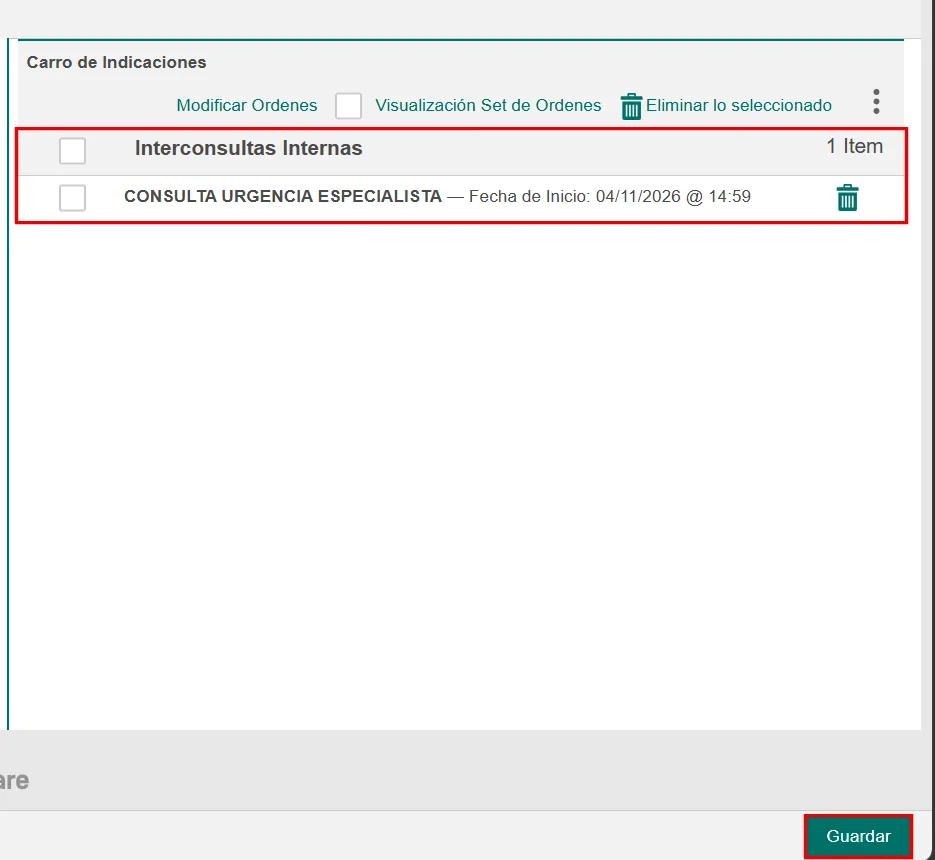 Carro de Indicaciones
Modificar Ordenes Visualización Set de Ordenes Eliminar lo seleccionado
Interconsultas Internas 1 Item
CONSULTA URGENCIA ESPECIALISTA — Fecha de Inicio: 04/11/2026 @ 14:59
are
Guardar